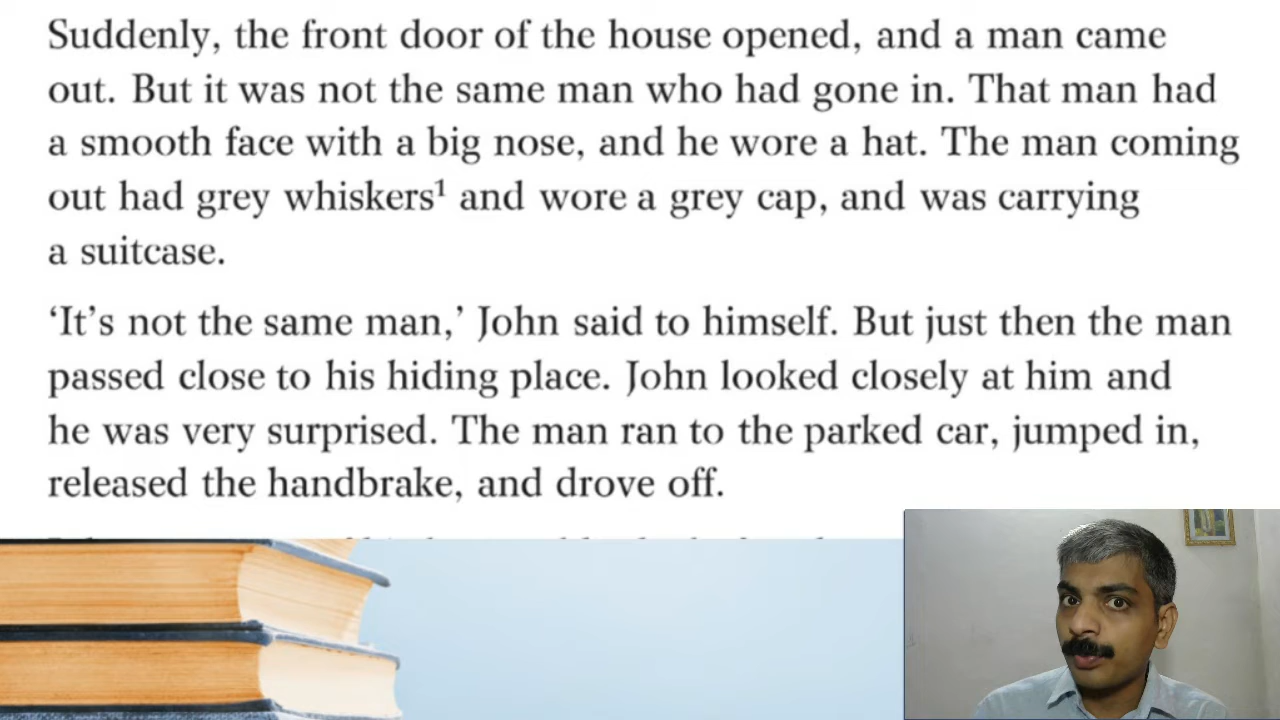 Suddenly, the front door of the house opened, and a man came
out. But it was not the same man who had gone in. That man had
a smooth face with a big nose, and he wore a hat. The man coming
out had grey whiskers¹ and wore a grey cap, and was carrying
a suitcase.
‘It’s not the same man,’ John said to himself. But just then the man
passed close to his hiding place. John looked closely at him and
he was very surprised. The man ran to the parked car, jumped in,
released the handbrake, and drove off.